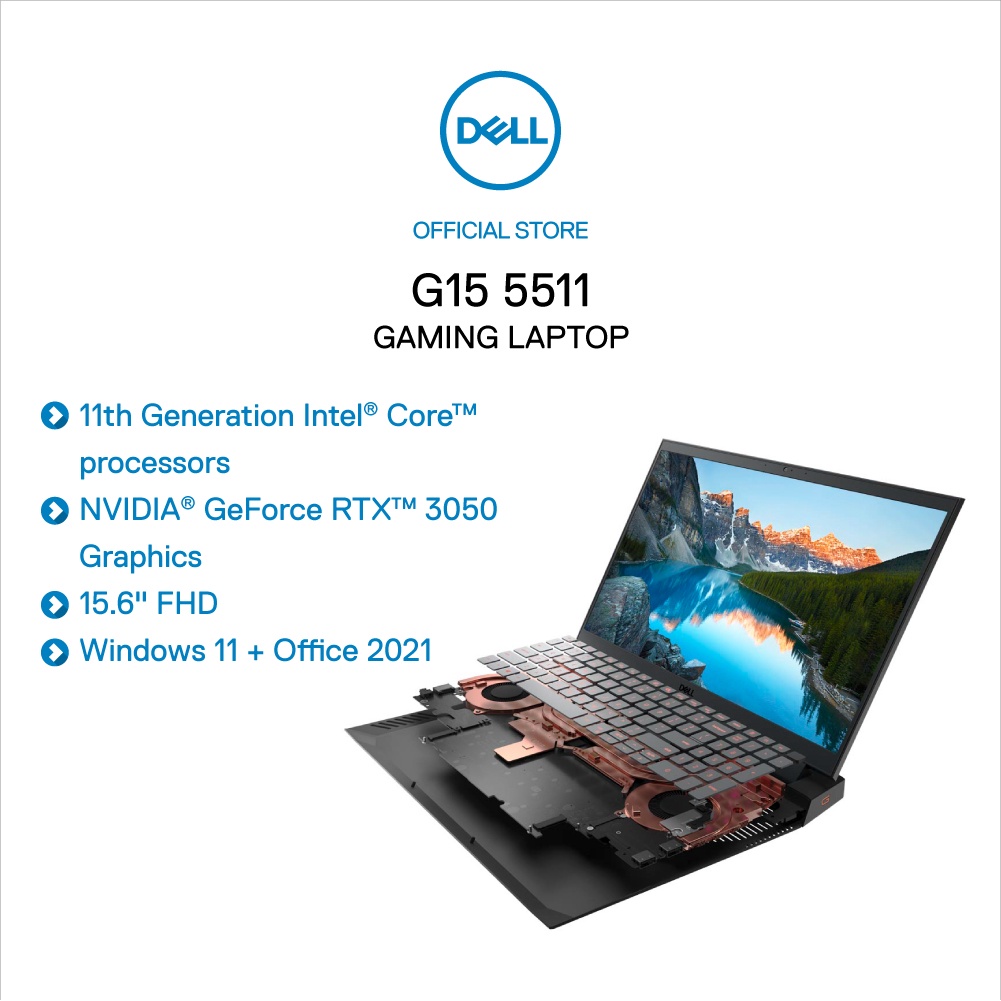 DELL
OFFICIAL STORE
G15 5511
GAMING LAPTOP
11th Generation Intel® Core™
processors
NVIDIA® GeForce RTX™ 3050
Graphics
15.6" FHD
Windows 11 + Office 2021
DELL
G